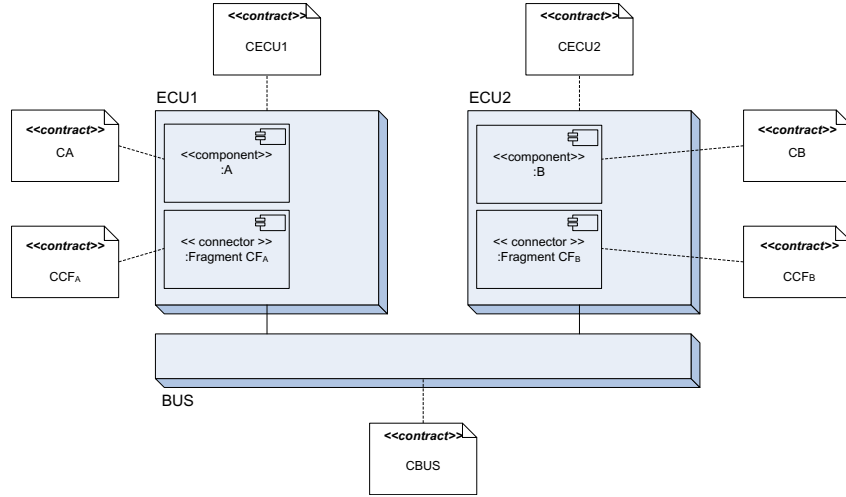 <<contract>>
CECU1
<<contract>>
CECU2
ECU1
ECU2
<<contract>>
CA
<<component>>
:A
<<component>>
:B
<<contract>>
CB
<<contract>>
CCFA
<< connector >>
:Fragment CFA
<< connector >>
:Fragment CFB
<<contract>>
CCFB
BUS
<<contract>>
CBUS